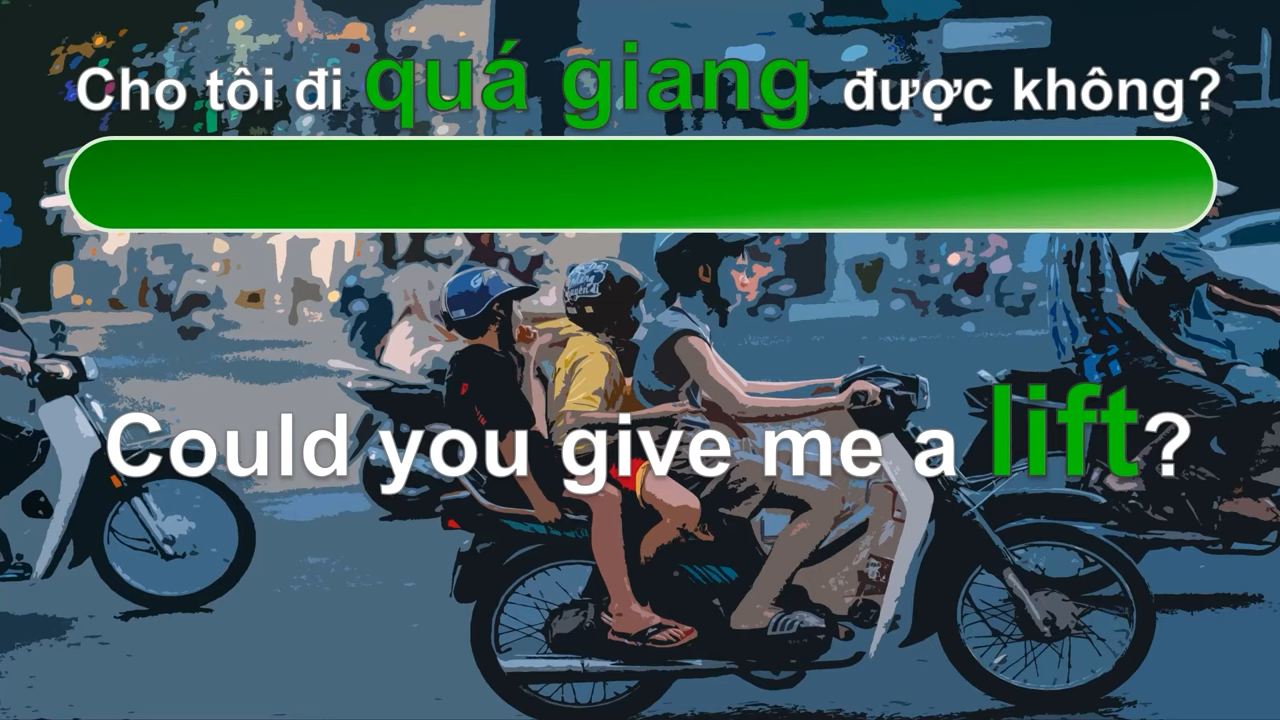 Cho tôi đi quá giang được không?
Could you give me a lift?